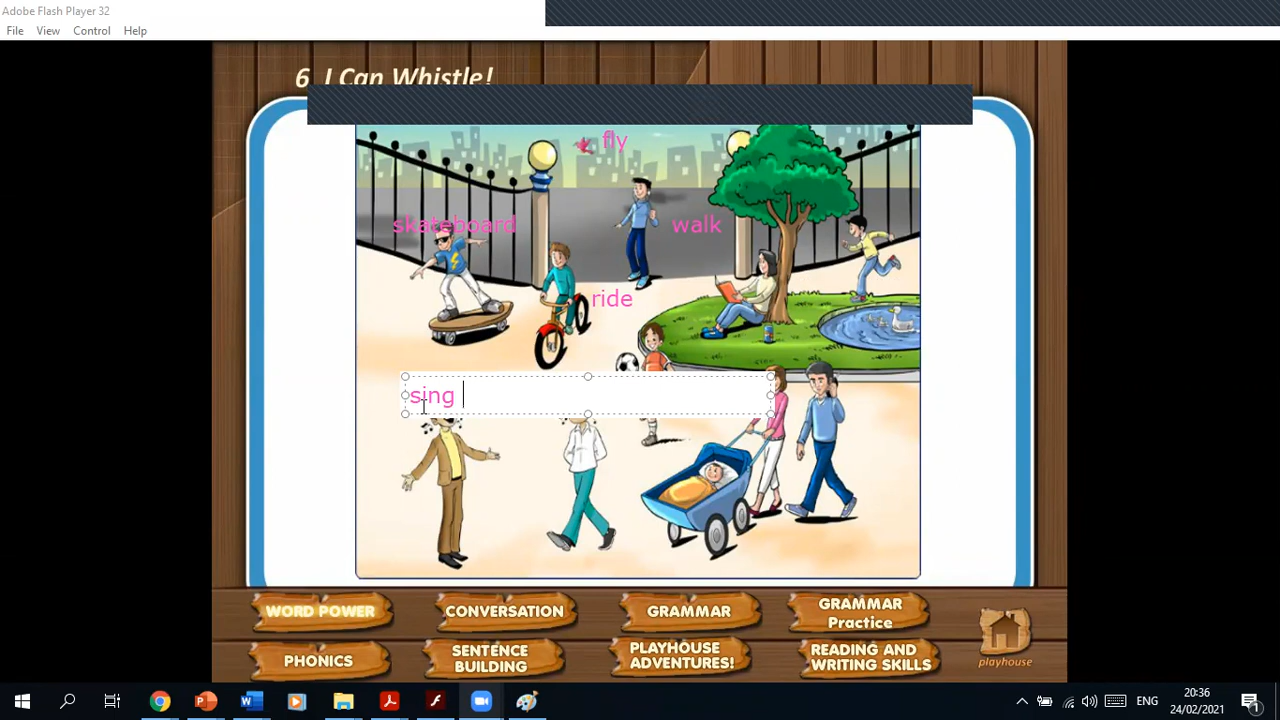 Adobe Flash Player 32
File View Control Help
6 I Can Whistle!
fly
skateboard
walk
ride
sing
WORD POWER
CONVERSATION
GRAMMAR
GRAMMAR
Practice
PHONICS
SENTENCE
BUILDING
PLAYHOUSE
ADVENTURES!
READING AND
WRITING SKILLS
playhouse
ENG
20:36
24/02/2021